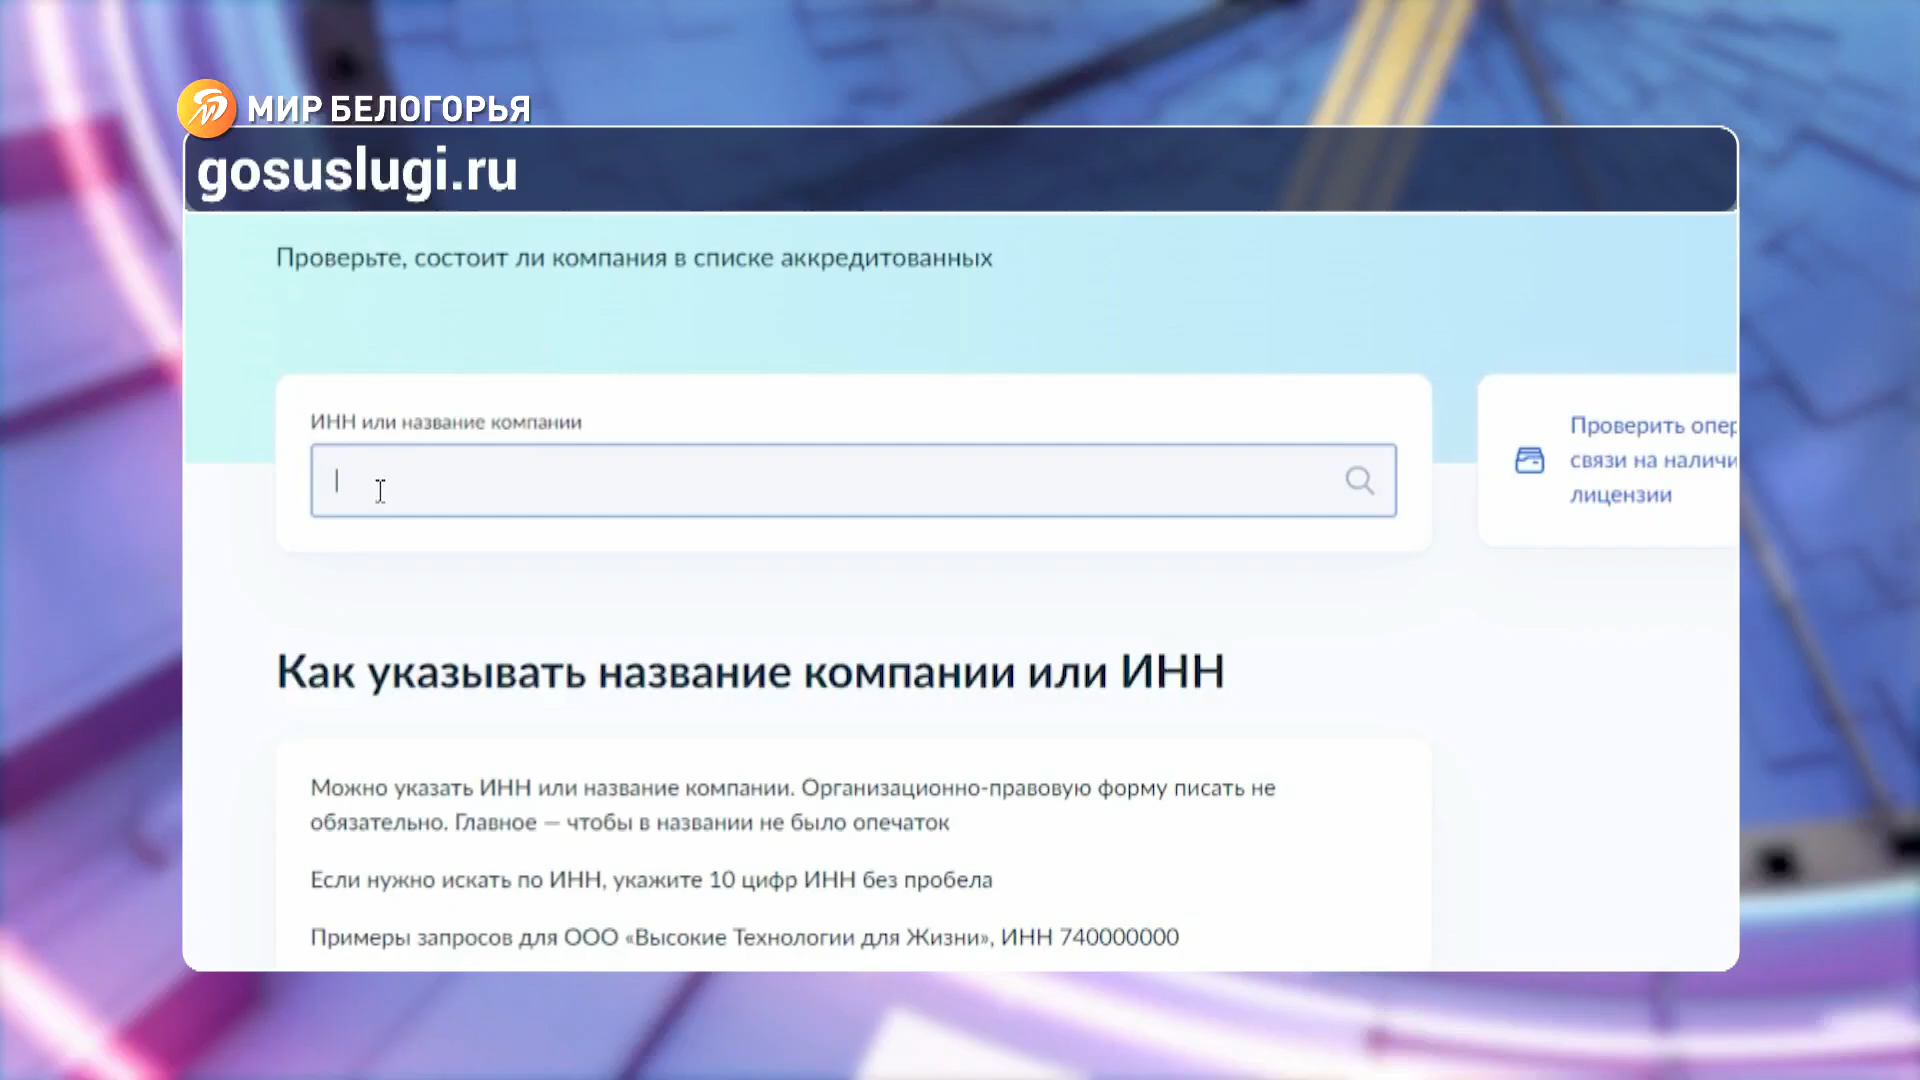 МИР БЕЛОГОРЬЯ
gosuslugi.ru
Проверьте, состоит ли компания в списке аккредитованных
ИНН или название компании
Проверить опер
связи на наличи
лицензии
Как указывать название компании или ИНН
Можно указать ИНН или название компании. Организационно-правовую форму писать не
обязательно. Главное — чтобы в названии не было опечаток
Если нужно искать по ИНН, укажите 10 цифр ИНН без пробела
Примеры запросов для ООО «Высокие Технологии для Жизни», ИНН 740000000